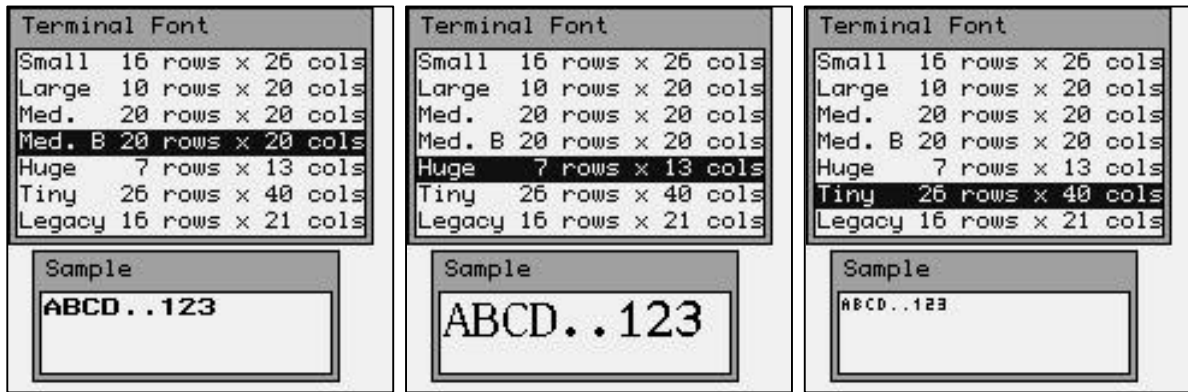 Terminal Font
Small 16 rows x 26 cols
Large 10 rows x 20 cols
Med. 20 rows x 20 cols
Med. B 20 rows x 20 cols
Huge 7 rows x 13 cols
Tiny 26 rows x 40 cols
Legacy 16 rows x 21 cols
Sample
ABCD..123
Terminal Font
Small 16 rows x 26 cols
Large 10 rows x 20 cols
Med. 20 rows x 20 cols
Med. B 20 rows x 20 cols
Huge 7 rows x 13 cols
Tiny 26 rows x 40 cols
Legacy 16 rows x 21 cols
Sample
ABCD..123
Terminal Font
Small 16 rows x 26 cols
Large 10 rows x 20 cols
Med. 20 rows x 20 cols
Med. B 20 rows x 20 cols
Huge 7 rows x 13 cols
Tiny 26 rows x 40 cols
Legacy 16 rows x 21 cols
Sample
ABCD..123